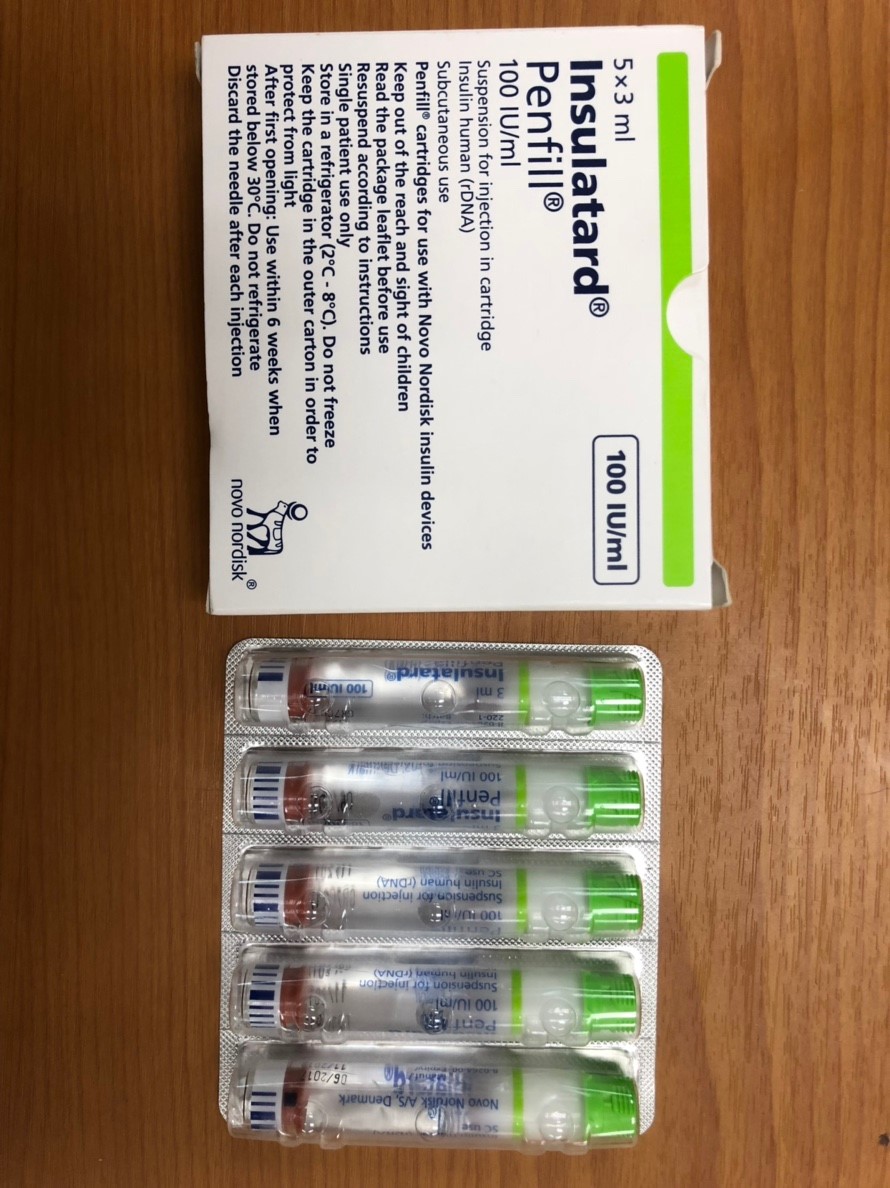 5×3 ml
Insulatard®
100 IU/ml
Penfill®
100 IU/ml
Suspension for injection in cartridge
Insulin human (rDNA)
Subcutaneous use
Penfill® cartridges for use with Novo Nordisk insulin devices
Keep out of the reach and sight of children
Read the package leaflet before use
Resuspend according to instructions
Single patient use only
Store in a refrigerator (2°C - 8°C). Do not freeze
Keep the cartridge in the outer carton in order to
protect from light
After first opening: Use within 6 weeks when
stored below 30°C. Do not refrigerate
Discard the needle after each injection
novo nordisk®
3 ml
Insulatard®
100 IU/ml
Insulatard®
Penfill®
100 IU/ml
100 IU/ml
Suspension for injection
Insulin human (rDNA)
SC use
100 IU/ml
Suspension for injection
Insulin human (rDNA)
Novo Nordisk A/S, Denmark